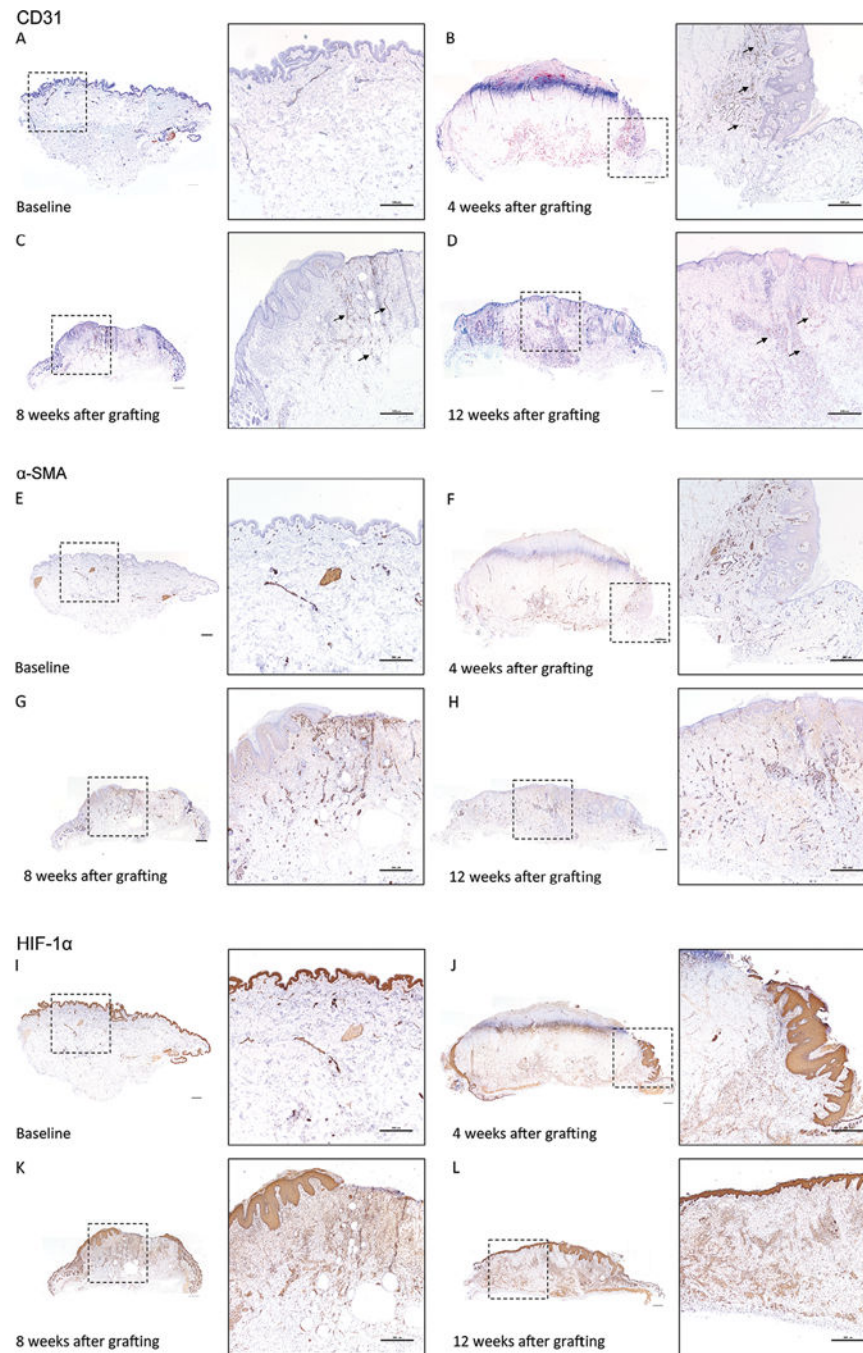 CD31
A
B
Baseline
4 weeks after grafting
C
D
8 weeks after grafting
12 weeks after grafting
α-SMA
E
F
Baseline
4 weeks after grafting
G
H
8 weeks after grafting
12 weeks after grafting
HIF-1α
I
J
Baseline
4 weeks after grafting
K
L
8 weeks after grafting
12 weeks after grafting